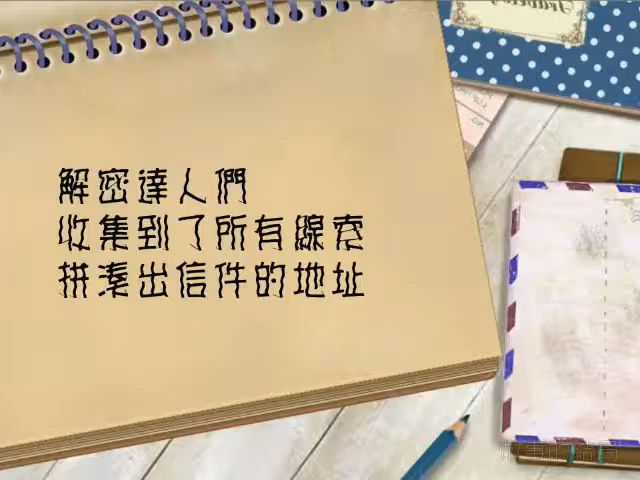 解密達人們
收集到了所有線索
拼湊出信件的地址